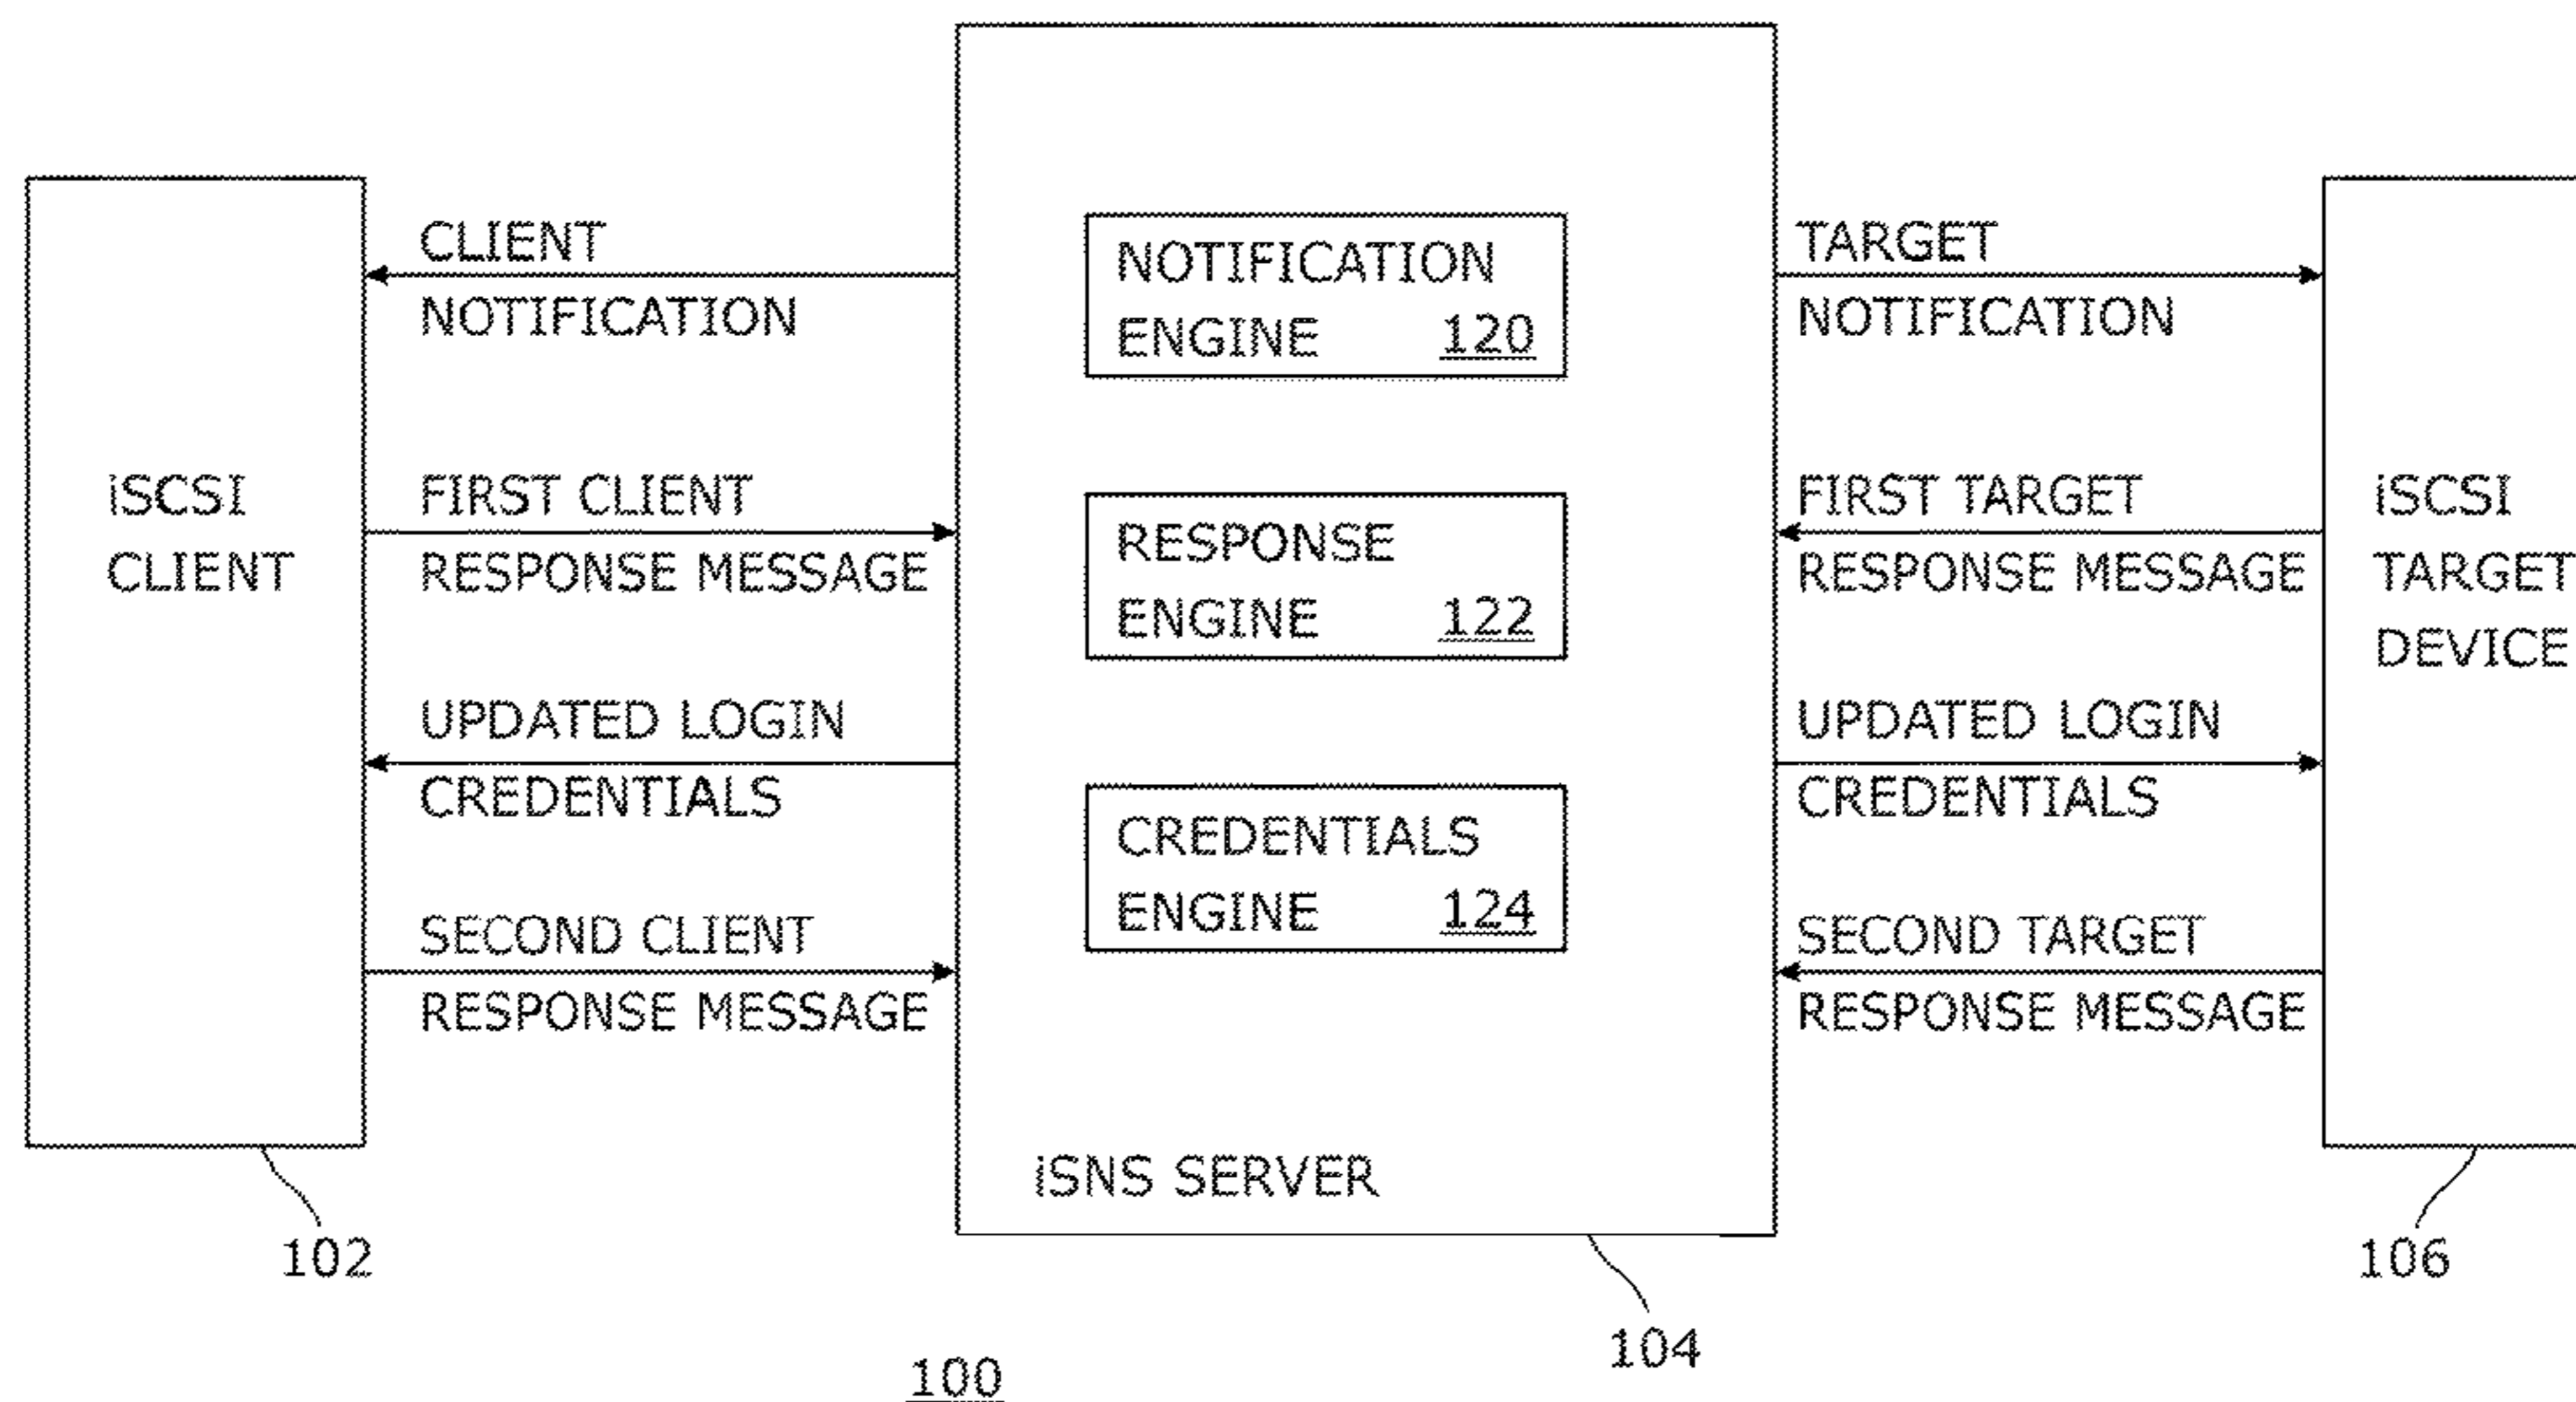 iSCSI
CLIENT
102
CLIENT
NOTIFICATION
FIRST CLIENT
RESPONSE MESSAGE
UPDATED LOGIN
CREDENTIALS
SECOND CLIENT
RESPONSE MESSAGE
NOTIFICATION
ENGINE 120
RESPONSE
ENGINE 122
CREDENTIALS
ENGINE 124
iSNS SERVER
104
TARGET
NOTIFICATION
FIRST TARGET
RESPONSE MESSAGE
UPDATED LOGIN
CREDENTIALS
SECOND TARGET
RESPONSE MESSAGE
iSCSI
TARGET
DEVICE
106
100